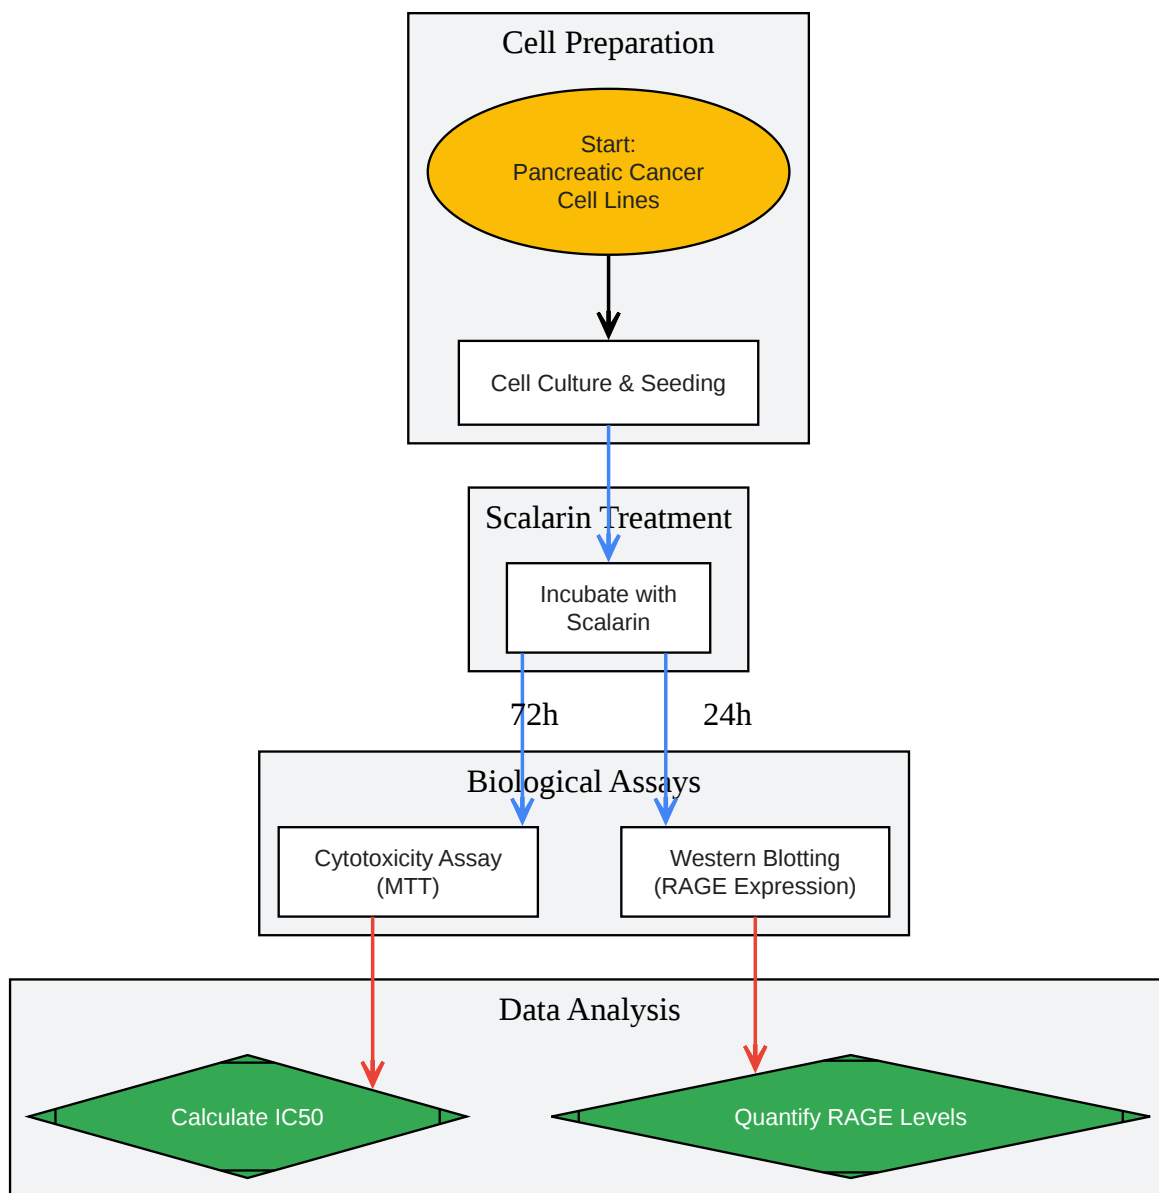 Cell Preparation
Start:
Pancreatic Cancer
Cell Lines
Cell Culture & Seeding
Scalarin Treatment
Incubate with
Scalarin
72h
24h
Biological Assays
Cytotoxicity Assay
(MTT)
Western Blotting
(RAGE Expression)
Data Analysis
Calculate IC50
Quantify RAGE Levels